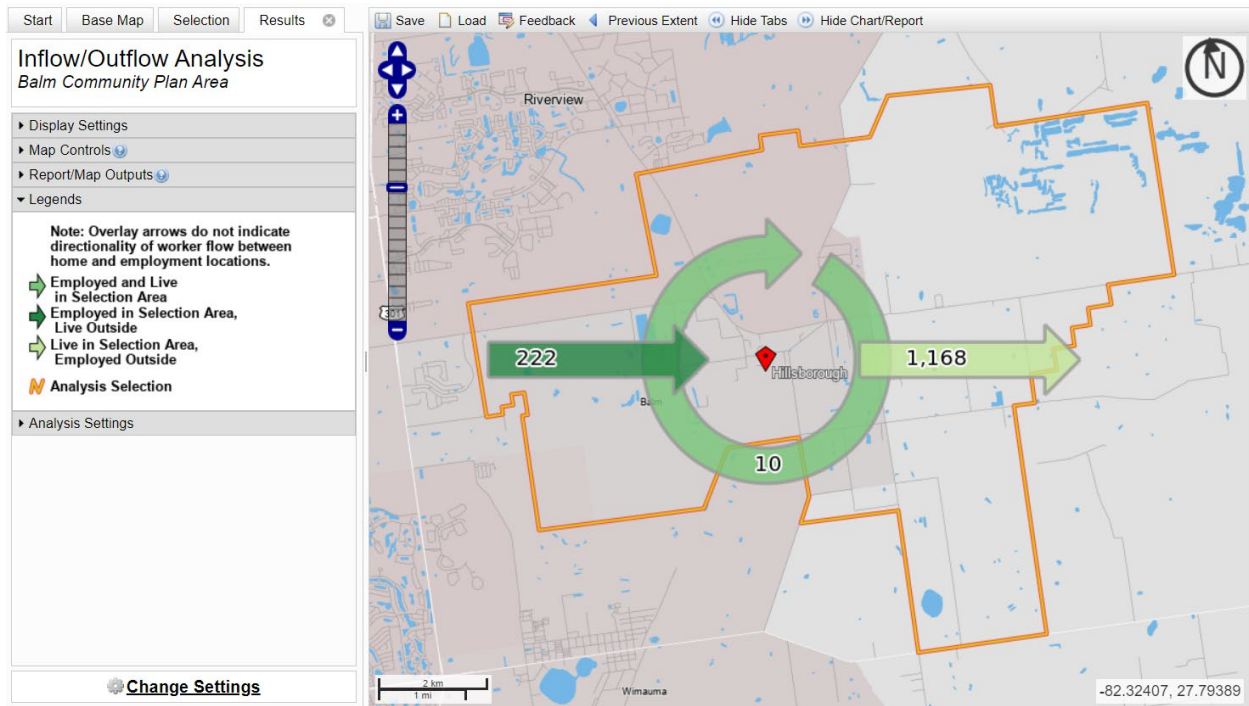 Start
Base Map
Selection
Results
Save
Load
Feedback
Previous Extent
Hide Tabs
Hide Chart/Report
Inflow/Outflow Analysis
Balm Community Plan Area
Display Settings
Map Controls
Report/Map Outputs
Legends
Note: Overlay arrows do not indicate
directionality of worker flow between
home and employment locations.
Employed and Live
in Selection Area
Employed in Selection Area,
Live Outside
Live in Selection Area,
Employed Outside
Analysis Selection
Analysis Settings
Change Settings
N
Riverview
222
1,168
Hillsborough
Balm
10
2 km
1 mi
Wimauma
-82.32407, 27.79389